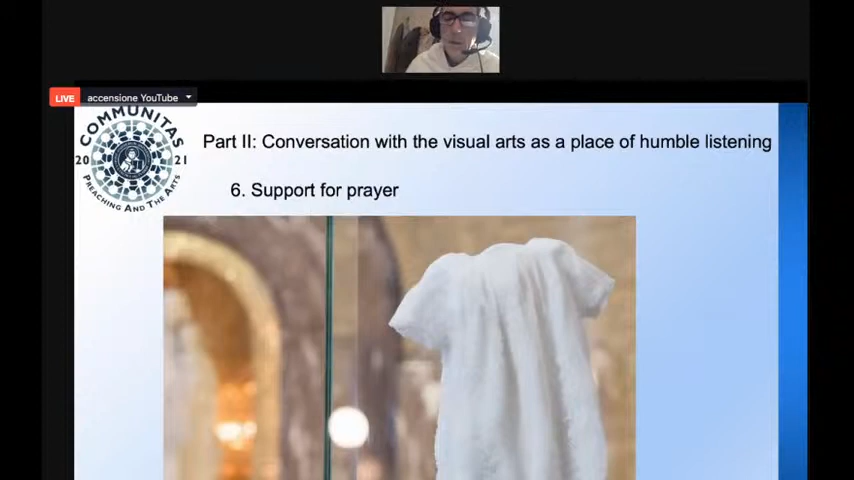 LIVE accensione YouTube
COMMUNITAS
20 21
PREACHING AND THE ARTS
Part II: Conversation with the visual arts as a place of humble listening
6. Support for prayer